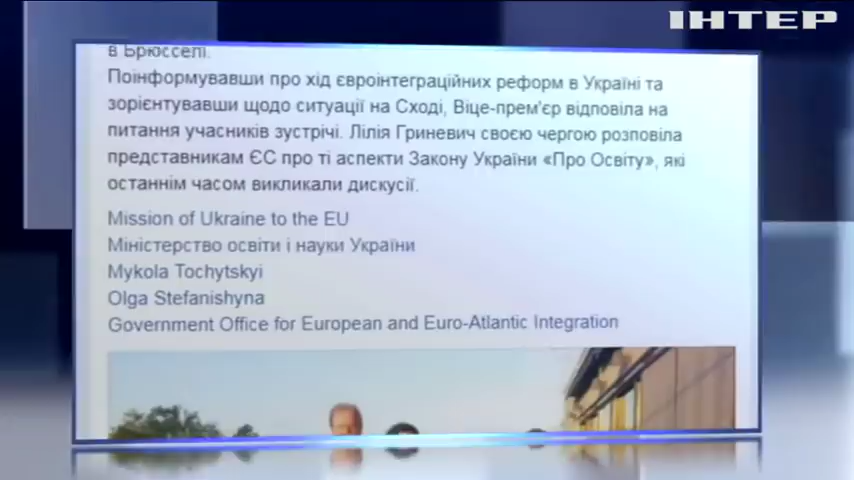 ІНТЕР
в Брюсселі.
Поінформувавши про хід євроінтеграційних реформ в Україні та
зорієнтувавши щодо ситуації на Сході, Віце-прем'єр відповіла на
питання учасників зустрічі. Лілія Гриневич своєю чергою розповіла
представникам ЄС про ті аспекти Закону України «Про Освіту», які
останнім часом викликали дискусії.
Mission of Ukraine to the EU
Міністерство освіти і науки України
Mykola Tochytskyi
Olga Stefanishyna
Government Office for European and Euro-Atlantic Integration